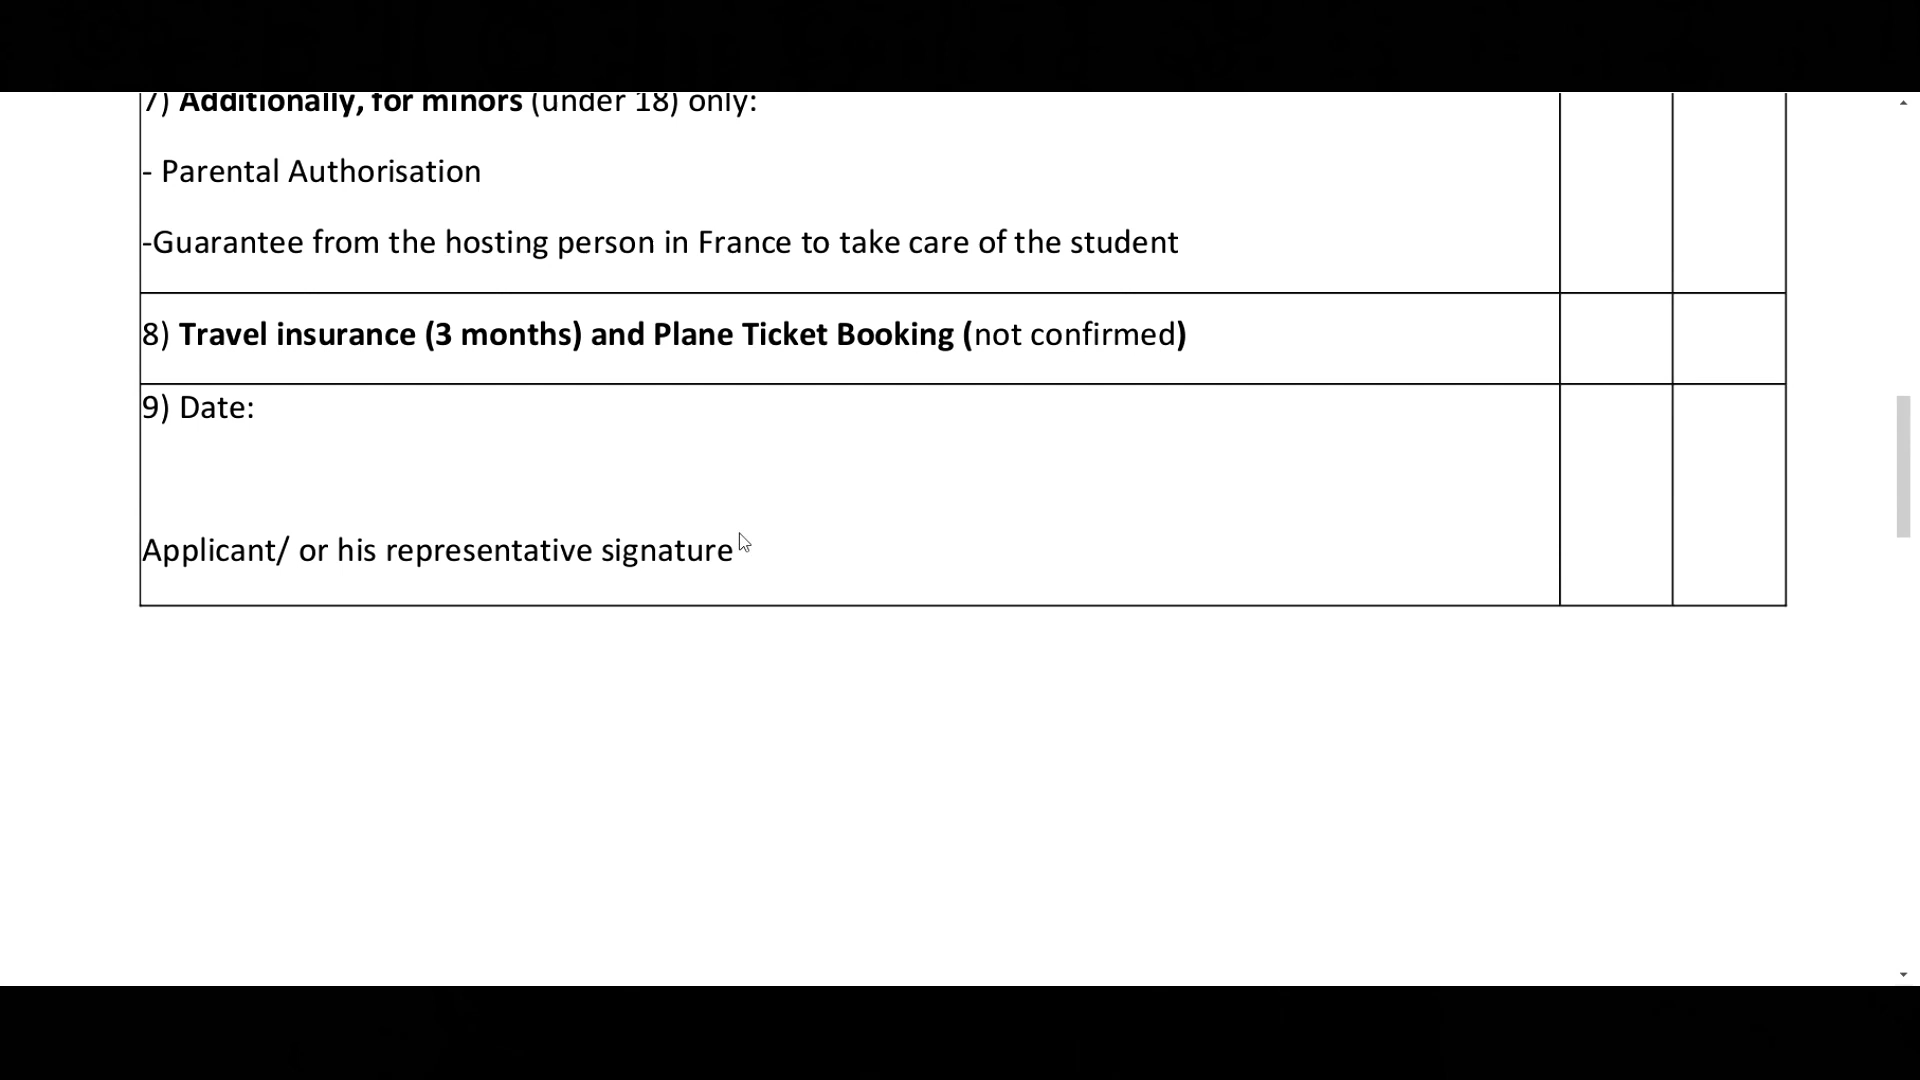 7) Additionally, for minors (under 18) only:
- Parental Authorisation
-Guarantee from the hosting person in France to take care of the student
8) Travel insurance (3 months) and Plane Ticket Booking (not confirmed)
9) Date:
Applicant/ or his representative signature